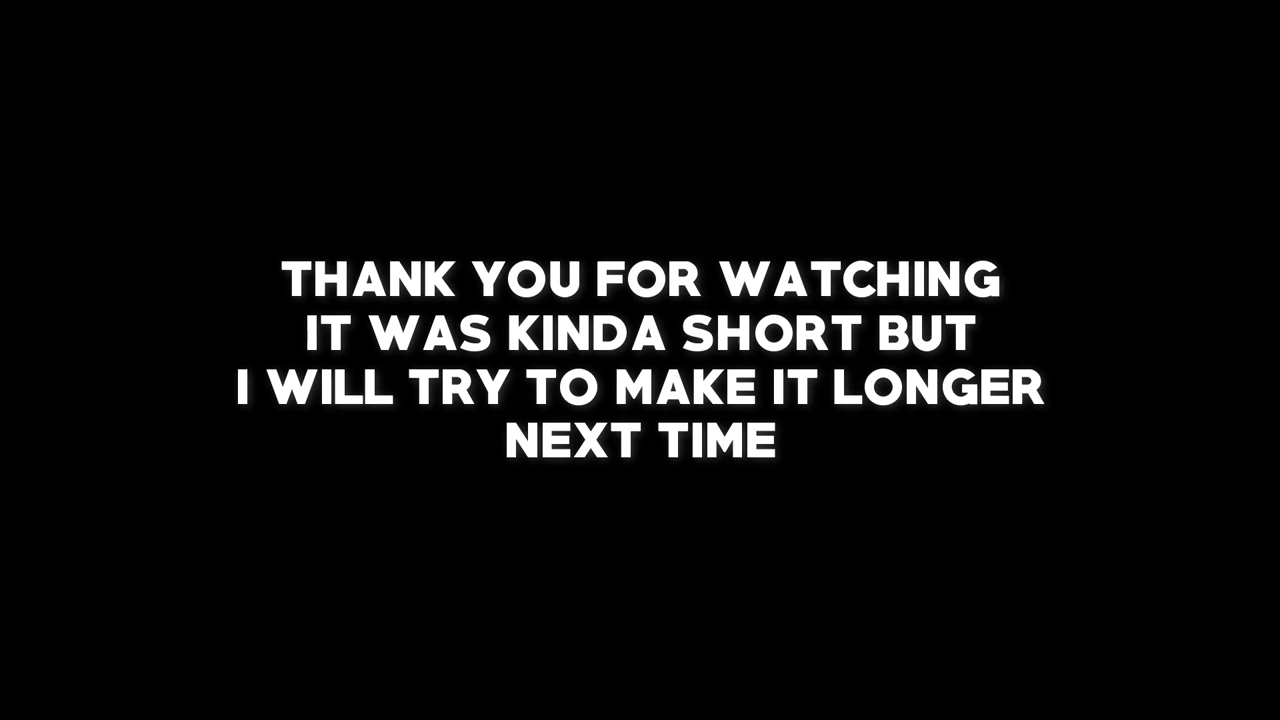 THANK YOU FOR WATCHING
IT WAS KINDA SHORT BUT
I WILL TRY TO MAKE IT LONGER
NEXT TIME